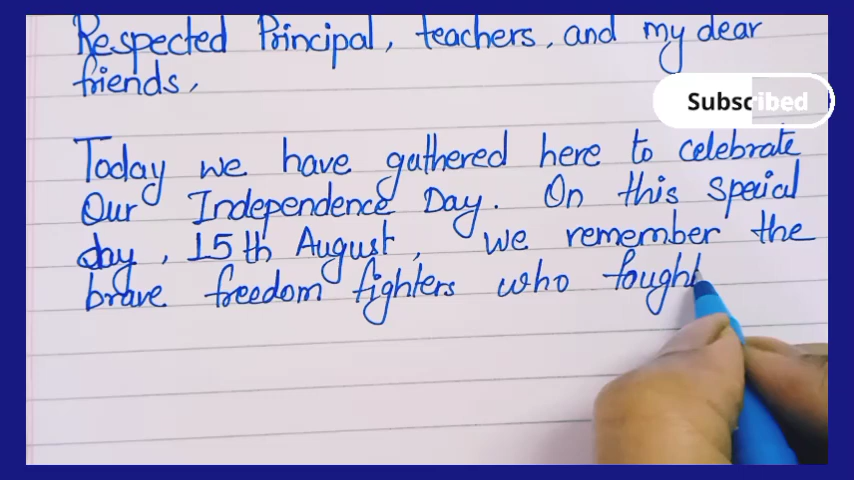 Respected Principal, teachers, and my dear
friends,
Subscribed
Today we have gathered here to celebrate
Our Independence Day. On this special
day, 15th August, we remember the
brave freedom fighters who fought